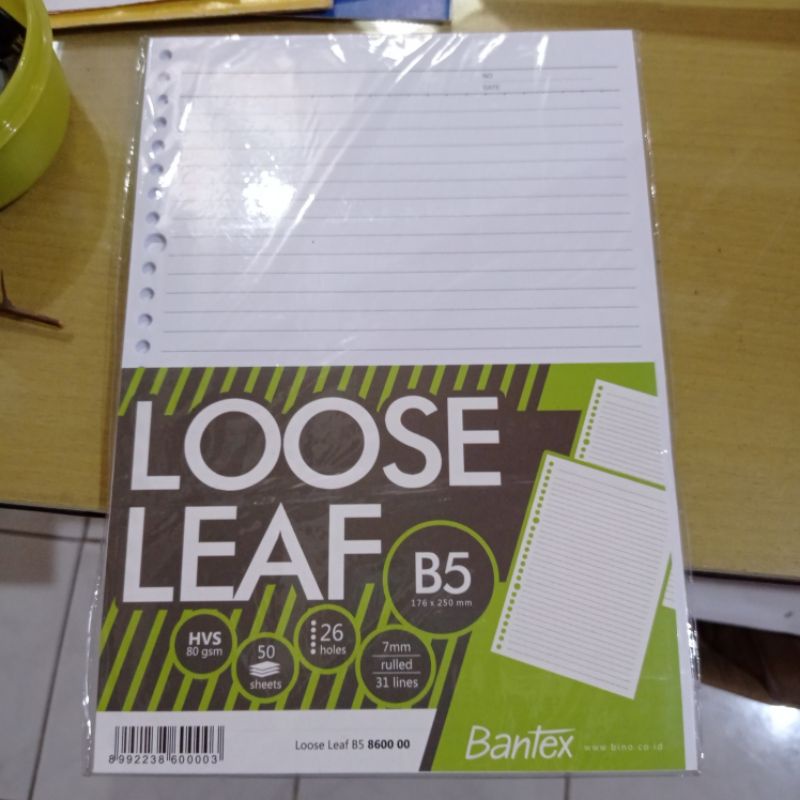 NO
DATE
LOOSE
LEAF
B5
176 x 250 mm
HVS
80 gsm
50
sheets
26
holes
7mm
ruled
31 lines
8992238600003
Loose Leaf B5 8600 00
Bantex
www.bino.co.id